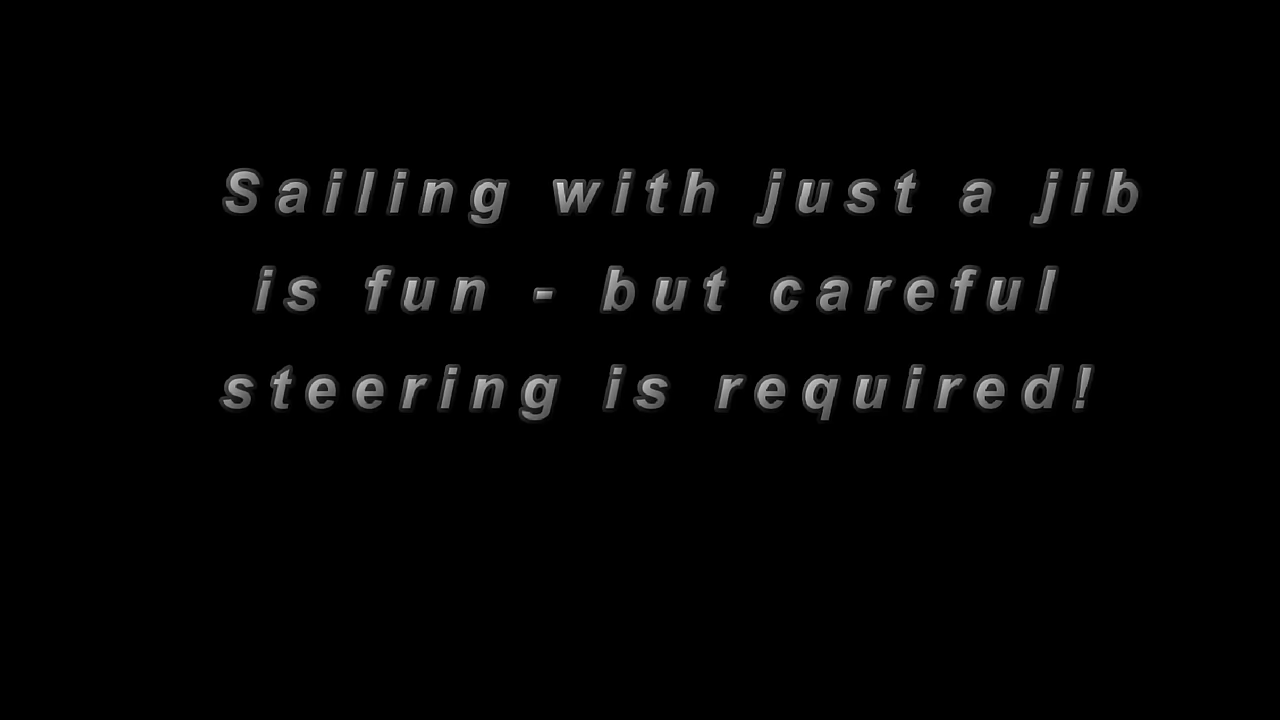 Sailing with just a jib
is fun - but careful
steering is required!